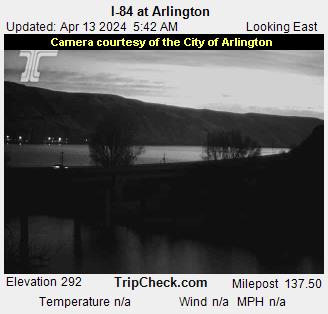 I-84 at Arlington
Updated: Apr 13 2024 5:42 AM Looking East
Camera courtesy of the City of Arlington
Elevation 292 TripCheck.com Milepost 137.50
Temperature n/a Wind n/a MPH n/a